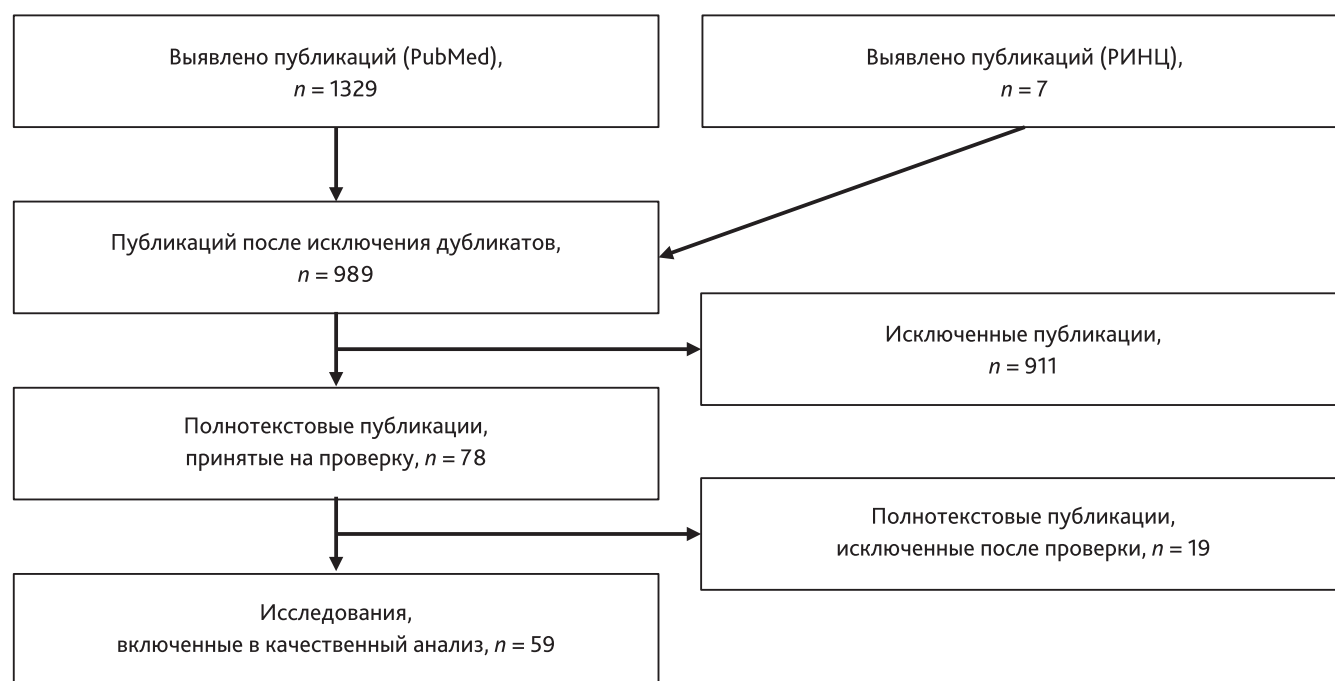 Выявлено публикаций (PubMed),
n = 1329
Выявлено публикаций (РИНЦ),
n = 7
Публикаций после исключения дубликатов,
n = 989
Исключенные публикации,
n = 911
Полнотекстовые публикации,
принятые на проверку, n = 78
Полнотекстовые публикации,
исключенные после проверки, n = 19
Исследования,
включенные в качественный анализ, n = 59